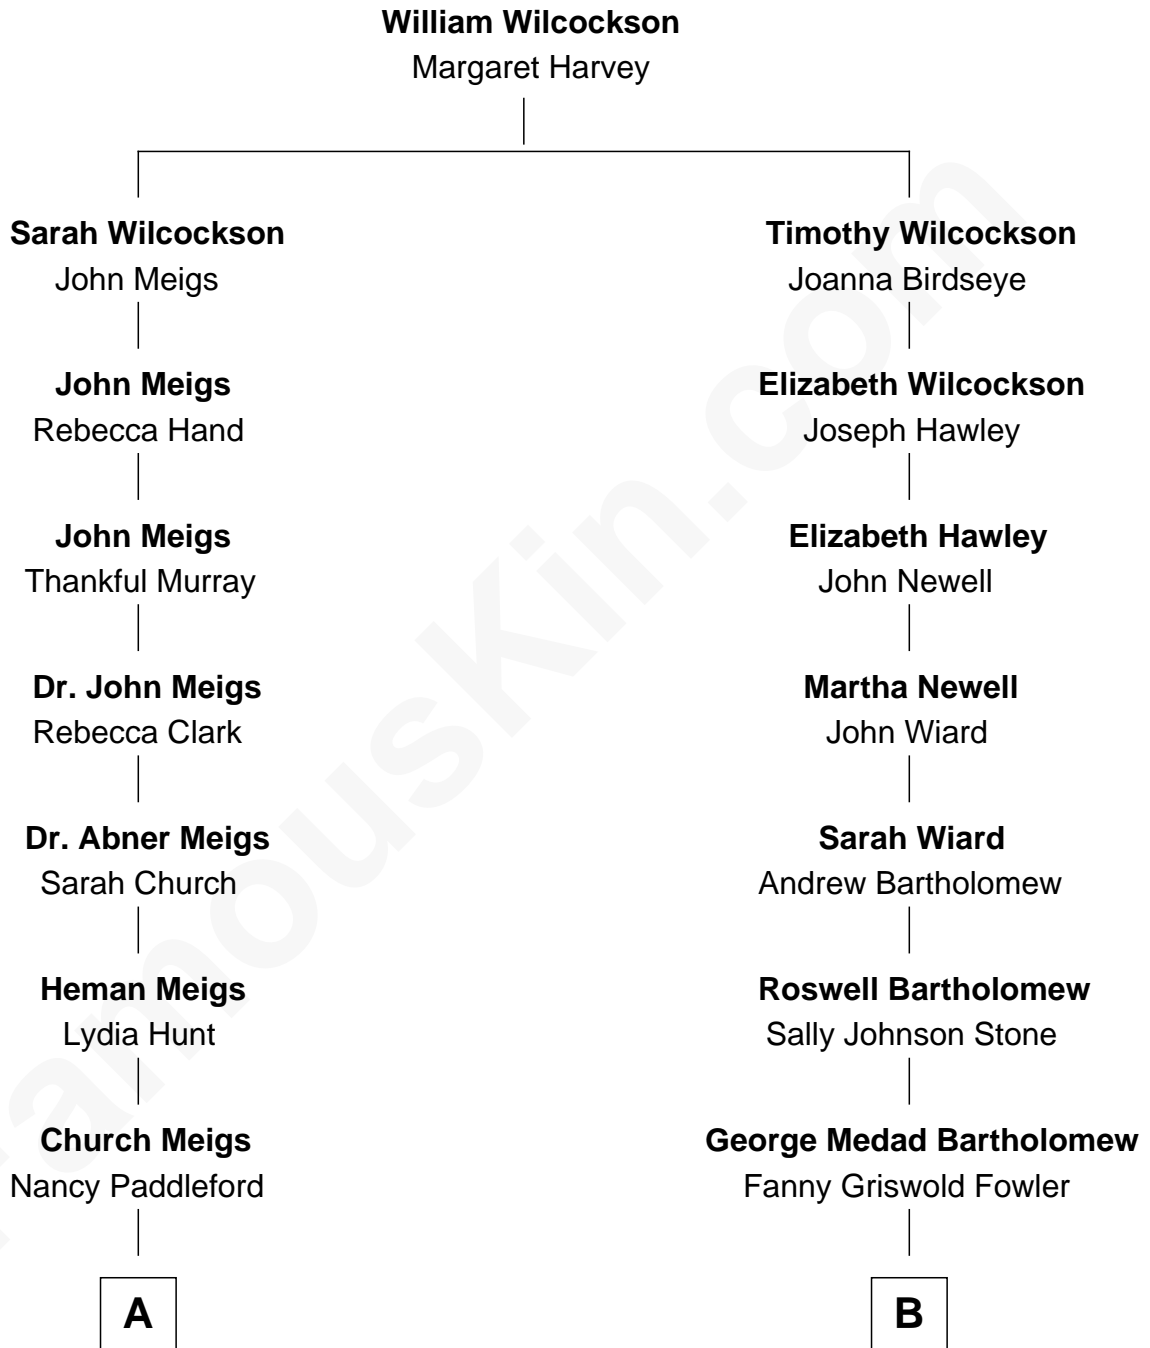 William Wilcockson
Margaret Harvey
Sarah Wilcockson
John Meigs
Timothy Wilcockson
Joanna Birdseye
John Meigs
Rebecca Hand
Elizabeth Wilcockson
Joseph Hawley
John Meigs
Thankful Murray
Elizabeth Hawley
John Newell
Dr. John Meigs
Rebecca Clark
Martha Newell
John Wiard
Dr. Abner Meigs
Sarah Church
Sarah Wiard
Andrew Bartholomew
Heman Meigs
Lydia Hunt
Roswell Bartholomew
Sally Johnson Stone
Church Meigs
Nancy Paddleford
George Medad Bartholomew
Fanny Griswold Fowler
A
B
FamousKin.com